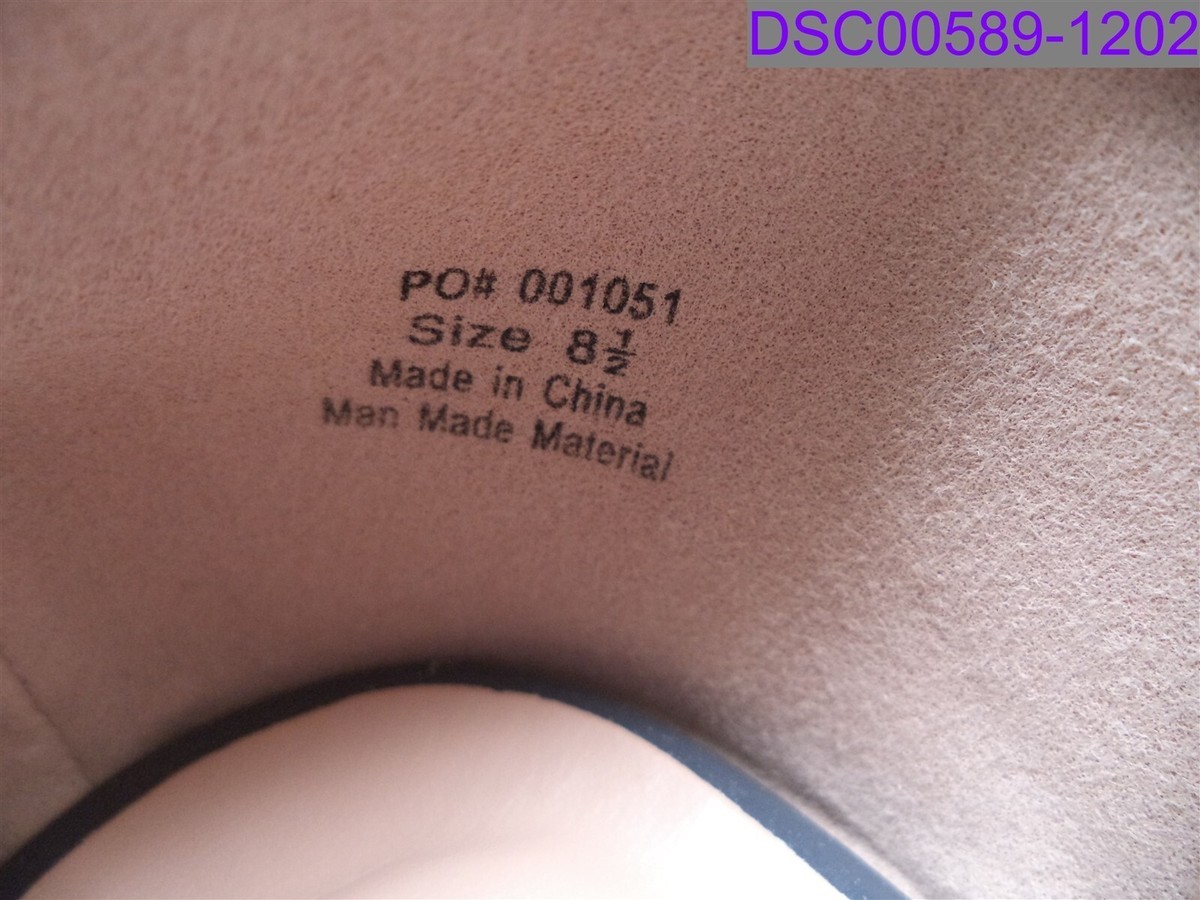 DSC00589-1202
PO# 001051
Size 8½
Made in China
Man Made Material